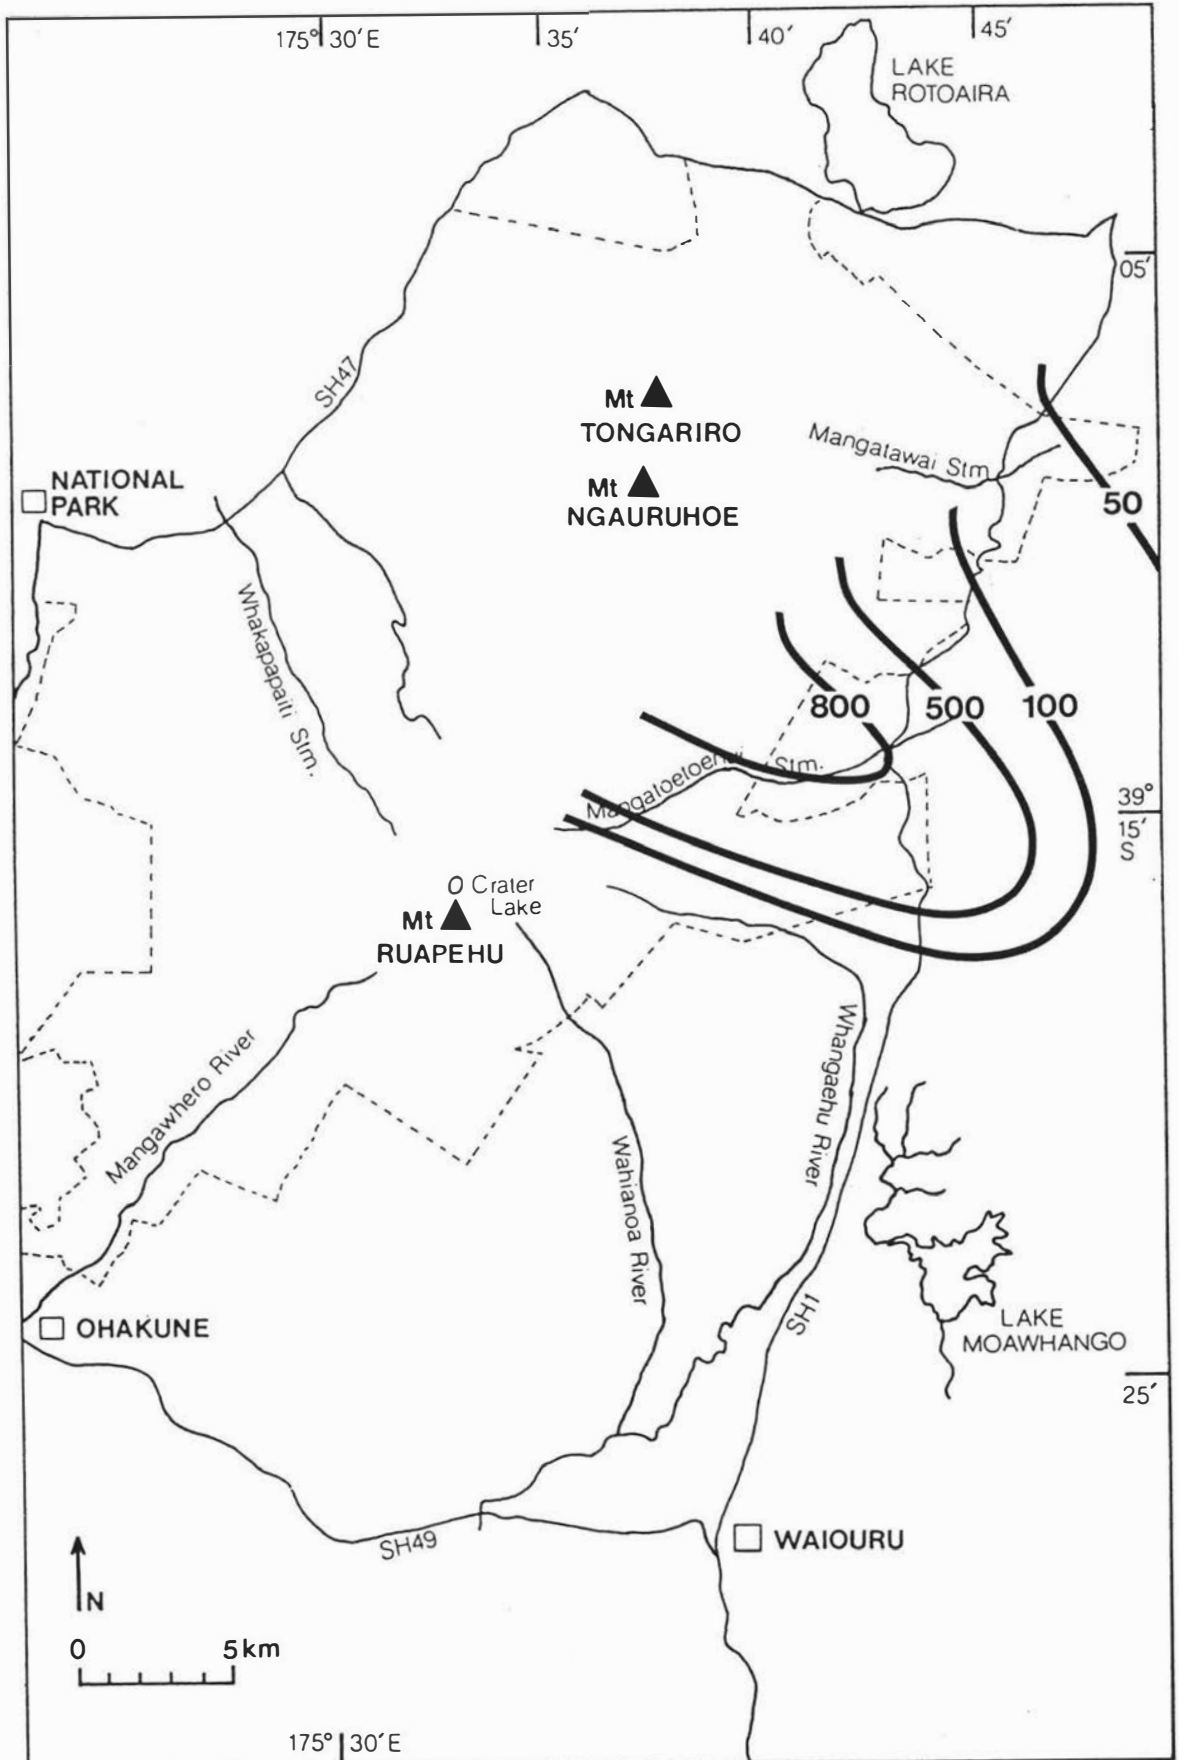 175° 30′ E
35′
40′
45′
LAKE
ROTOAIRA
05′
SH47
Mt
TONGARIRO
Mangatawai Stm
NATIONAL
PARK
Mt
NGAURUHOE
50
Whakapapaiti Stm.
800
500
100
Mangatoetoenui Stm.
39°
15′
S
Crater
Lake
Mt
RUAPEHU
Mangawhero River
Whangaehu River
Wahianoa River
SH1
OHAKUNE
LAKE
MOAWHANGO
25′
SH49
WAIOURU
N
0 5km
175° 30′ E